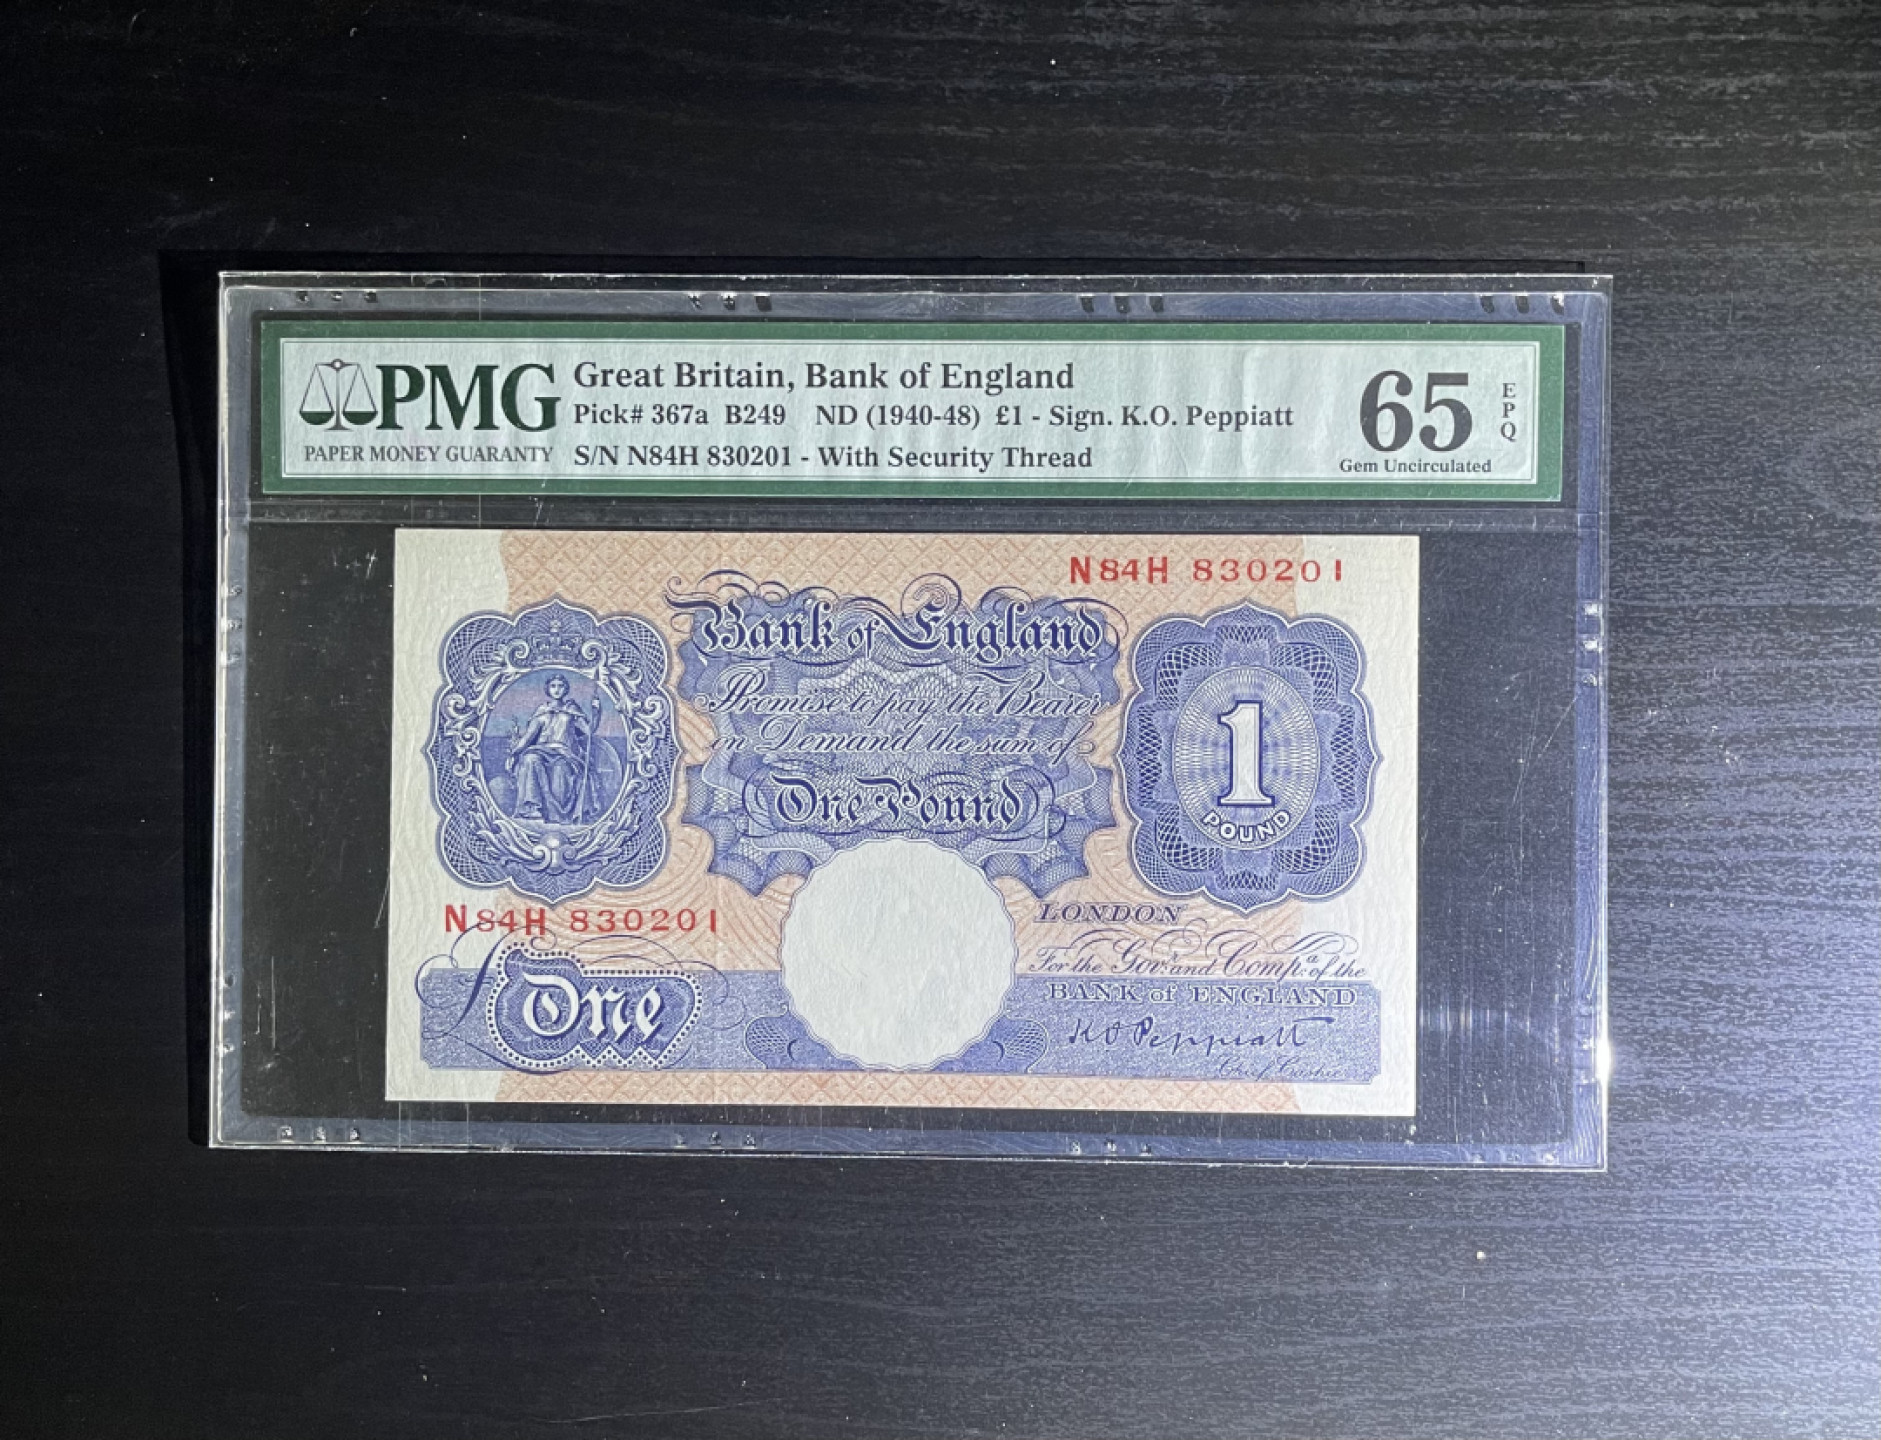 PMG
PAPER MONEY GUARANTY
Great Britain, Bank of England
Pick# 367a B249 ND (1940-48) £1 - Sign. K.O. Peppiatt
S/N N84H 830201 - With Security Thread
65
EPQ
Gem Uncirculated
N84H 830201
Bank of England
Promise to pay the Bearer
on Demand the sum of
One Pound
1
POUND
N84H 830201
LONDON
For the Govr. and Compa. of the
BANK of ENGLAND
K O Peppiatt
Chief Cashier
£ One